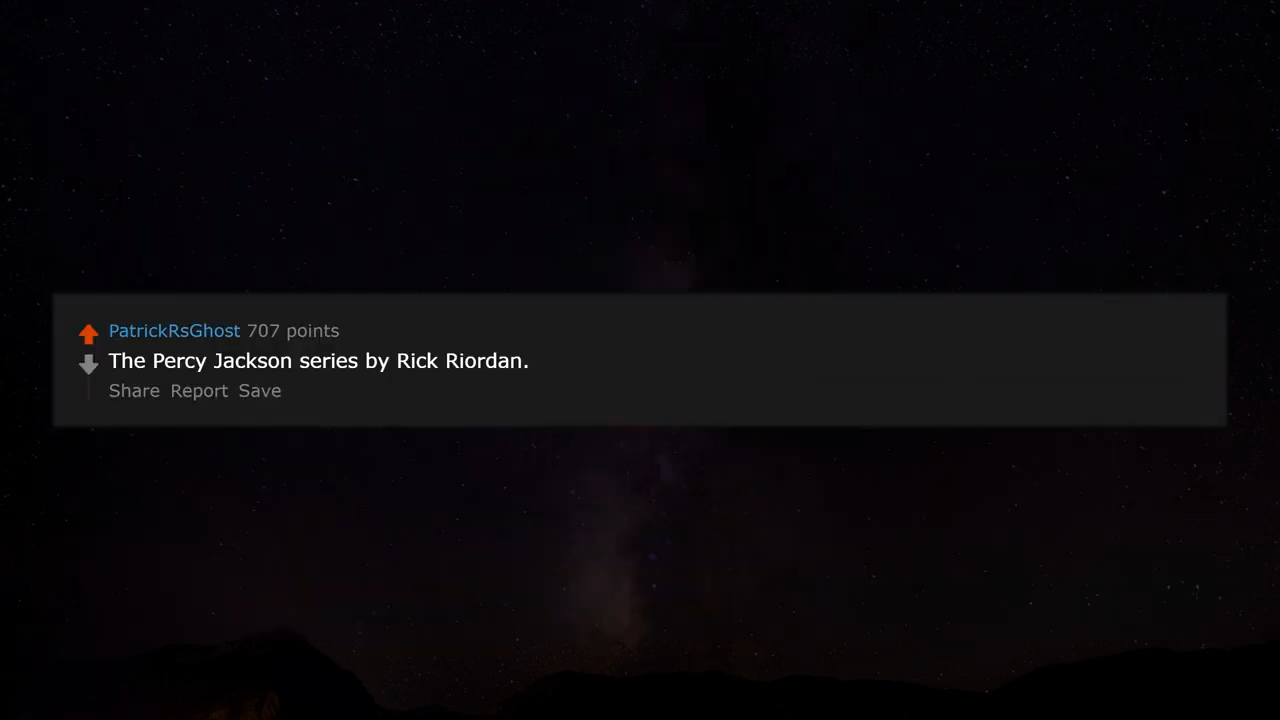 PatrickRsGhost 707 points
The Percy Jackson series by Rick Riordan.
Share Report Save